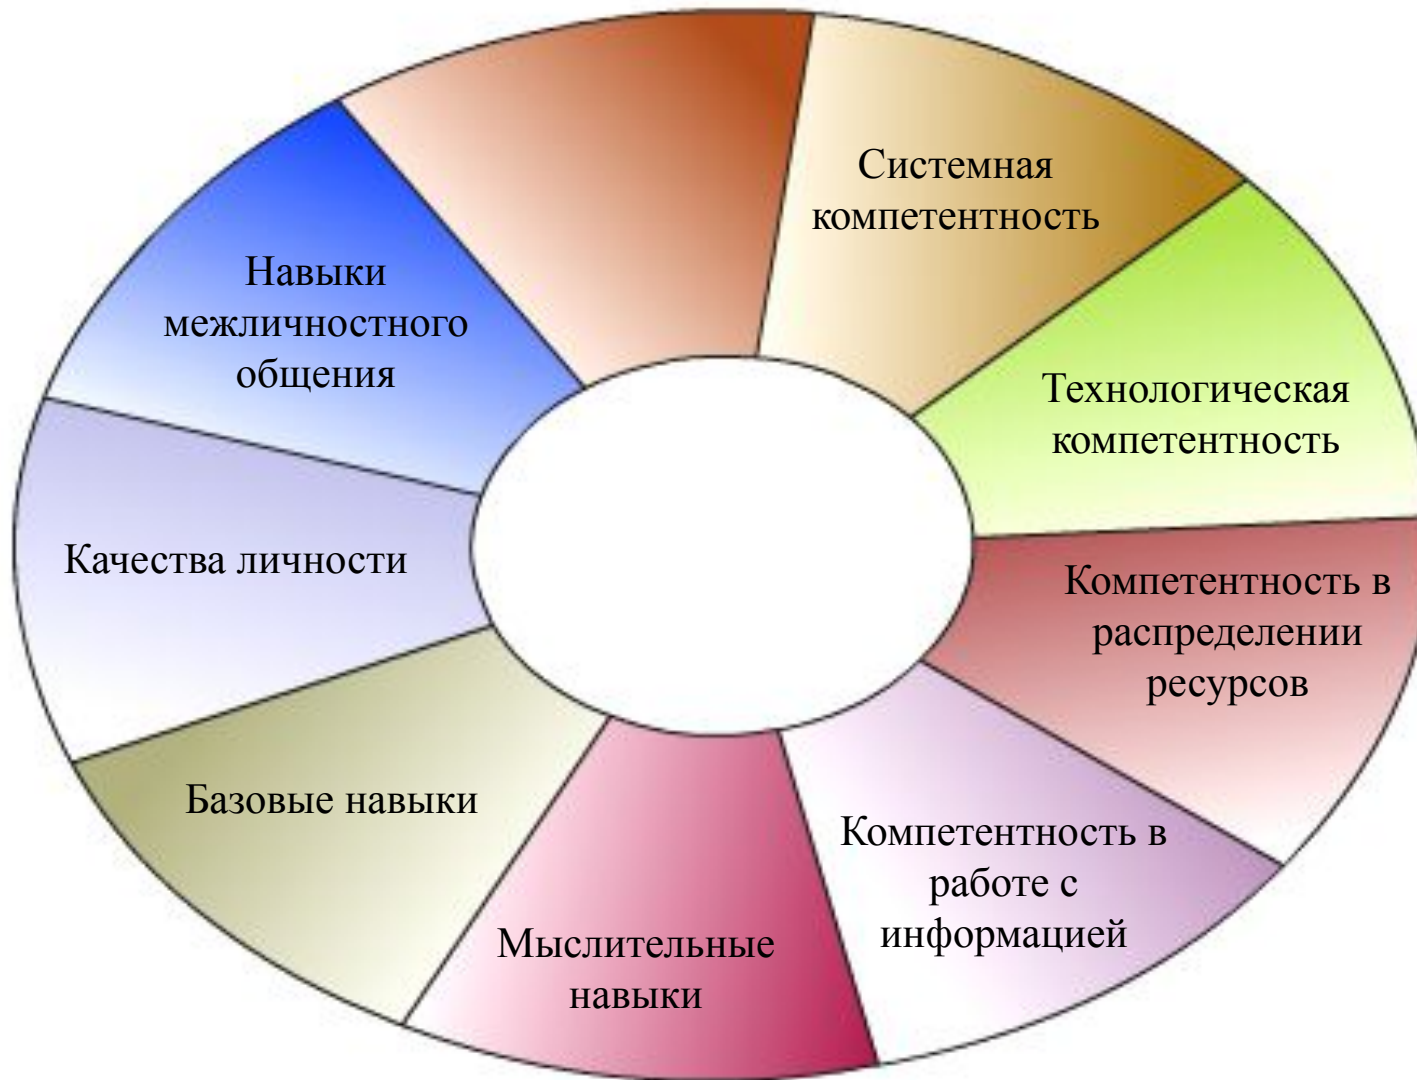 Системная
компетентность
Навыки
межличностного
общения
Технологическая
компетентность
Качества личности
Компетентность в
распределении
ресурсов
Базовые навыки
Компетентность в
работе с
информацией
Мыслительные
навыки